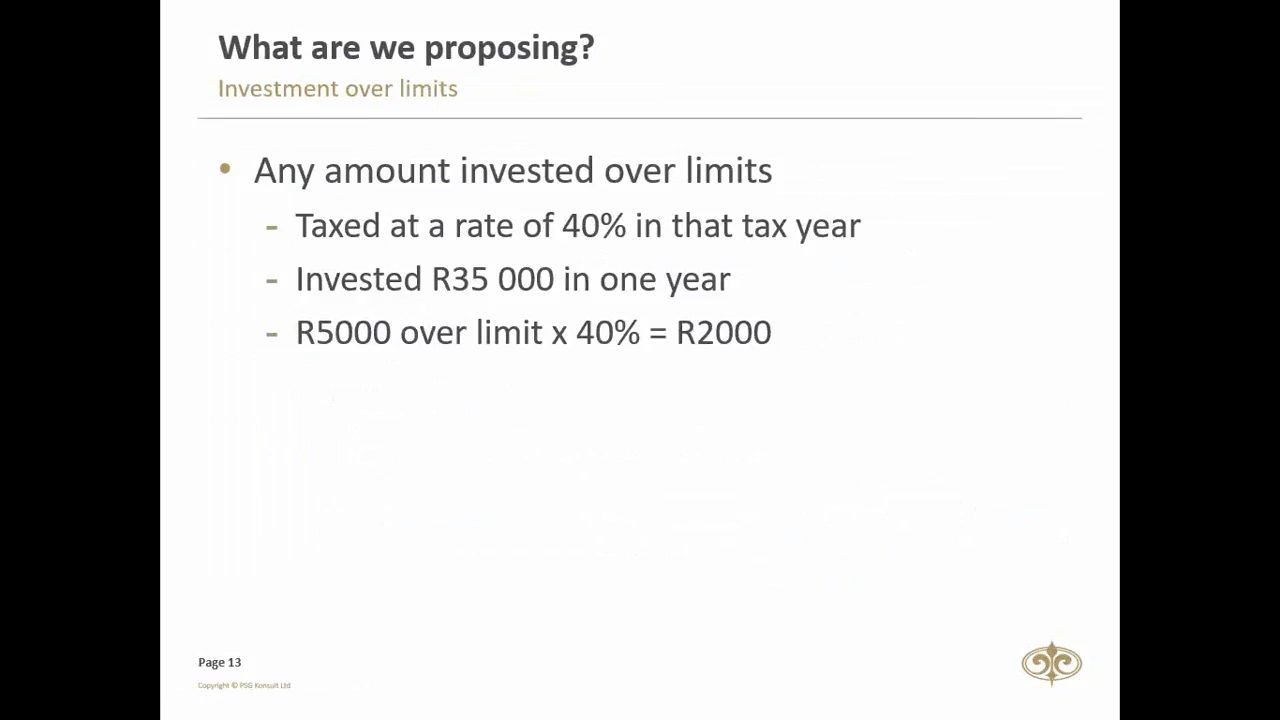 What are we proposing?
Investment over limits
• Any amount invested over limits
- Taxed at a rate of 40% in that tax year
- Invested R35 000 in one year
- R5000 over limit x 40% = R2000
Page 13
Copyright © PSG Konsult Ltd